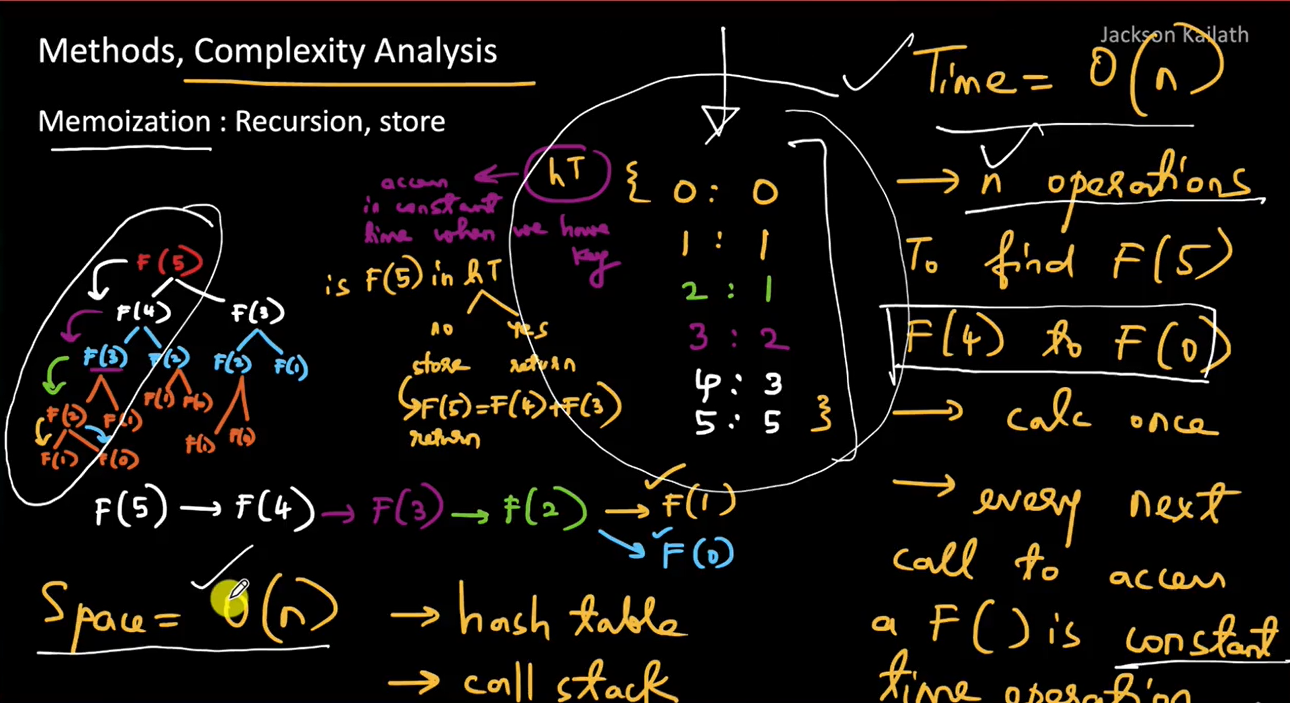 Jackson Kailath
Methods, Complexity Analysis
Memoization : Recursion, store
Time = O(n)
→ n operations
To find F(5)
F(4) to F(0)
→ calc once
→ every next
call to access
a F( ) is constant
time operation
access ← hT
in constant
time when we have
key
is F(5) in hT
no yes
store return
F(5)=F(4)+F(3)
return
{ 0 : 0
1 : 1
2 : 1
3 : 2
4 : 3
5 : 5 }
F(5)
F(4) F(3)
F(3) F(2) F(2) F(1)
F(2) F(1) F(1) F(0) F(1) F(0)
F(1) F(0)
F(5) → F(4) → F(3) → F(2) → F(1)
F(0)
Space = O(n) → hash table
→ call stack